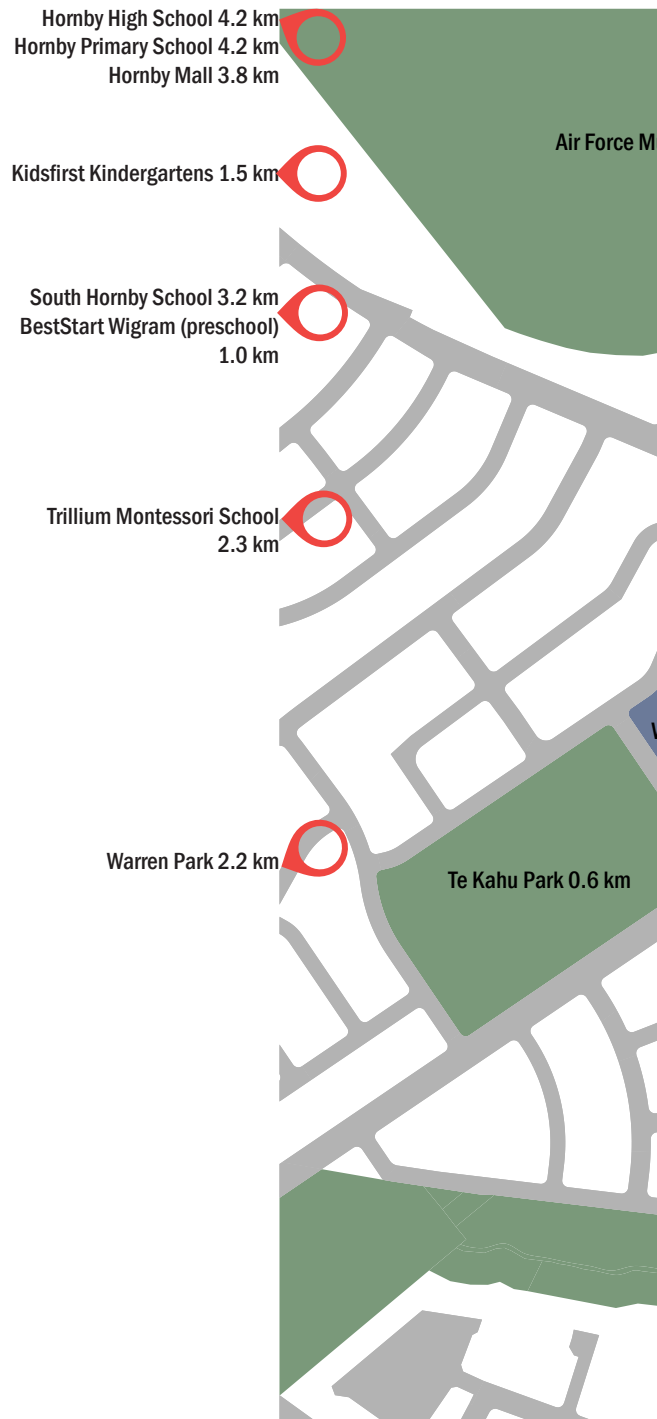 Hornby High School 4.2 km
Hornby Primary School 4.2 km
Hornby Mall 3.8 km
Air Force M
Kidsfirst Kindergartens 1.5 km
South Hornby School 3.2 km
BestStart Wigram (preschool)
1.0 km
Trillium Montessori School
2.3 km
Warren Park 2.2 km
Te Kahu Park 0.6 km